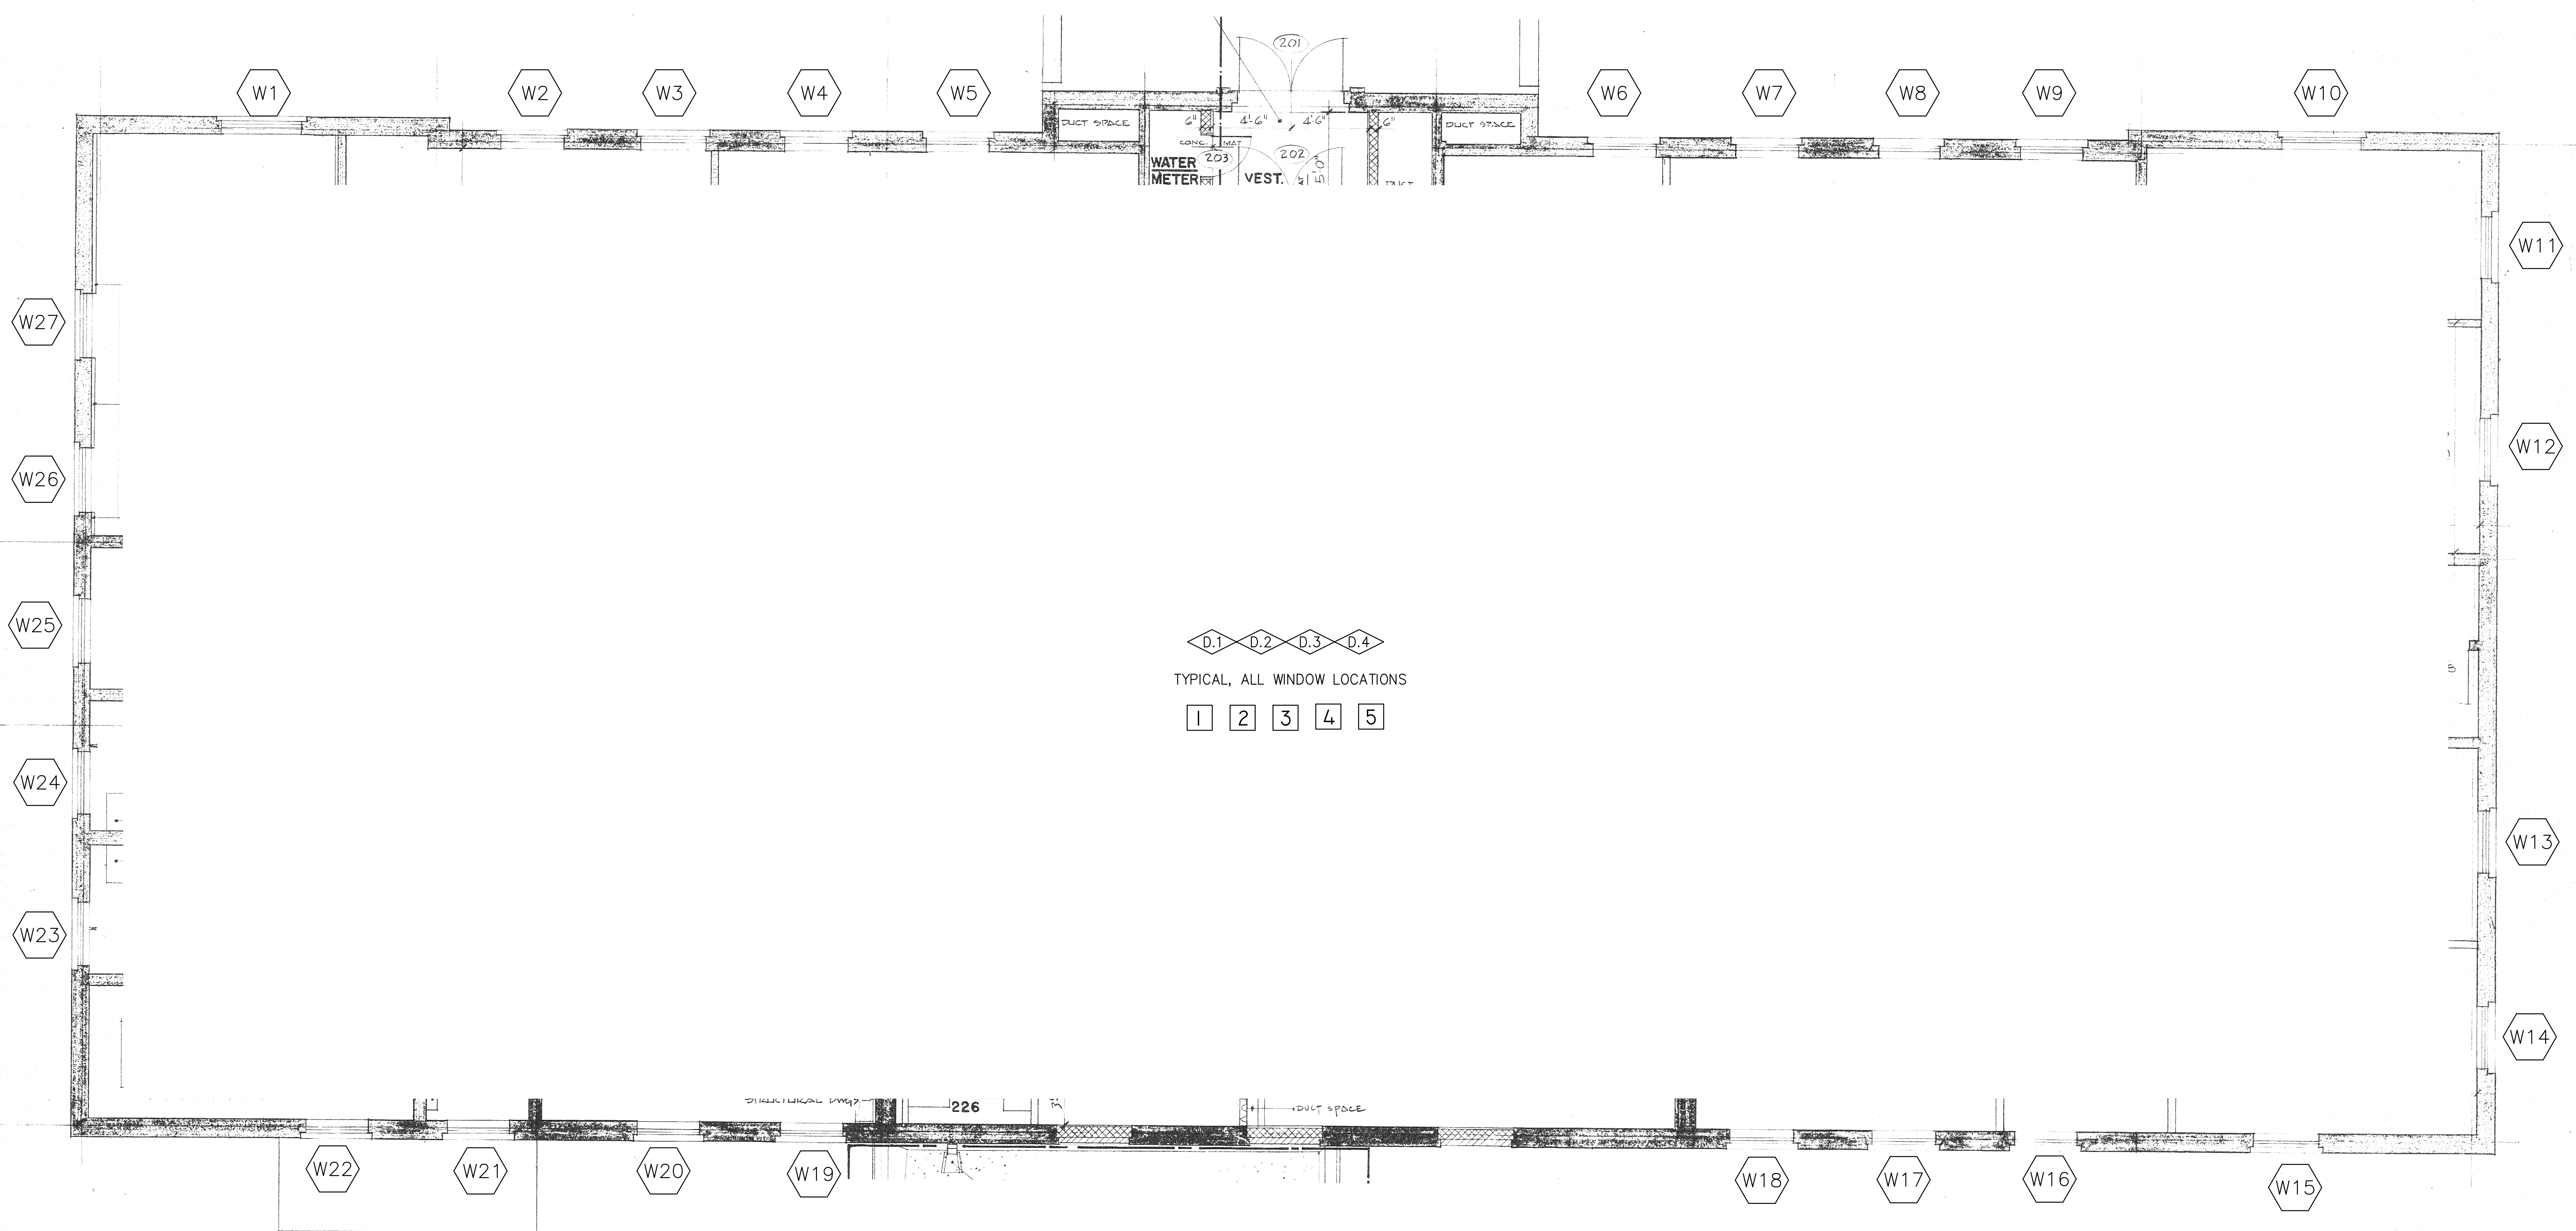 201
W1 W2 W3 W4 W5 W6 W7 W8 W9 W10
DUCT SPACE 6" 4'-6" 4'-6" 6" DUCT SPACE
CONC. MAT
WATER 203 202 5'-0"
METER VEST.
W11
W27
W12
W26
W25
D.1 D.2 D.3 D.4
TYPICAL, ALL WINDOW LOCATIONS
1 2 3 4 5
W24
W13
W23
W14
STRUCTURAL DWGS.
226
DUCT SPACE
W22 W21 W20 W19 W18 W17 W16 W15